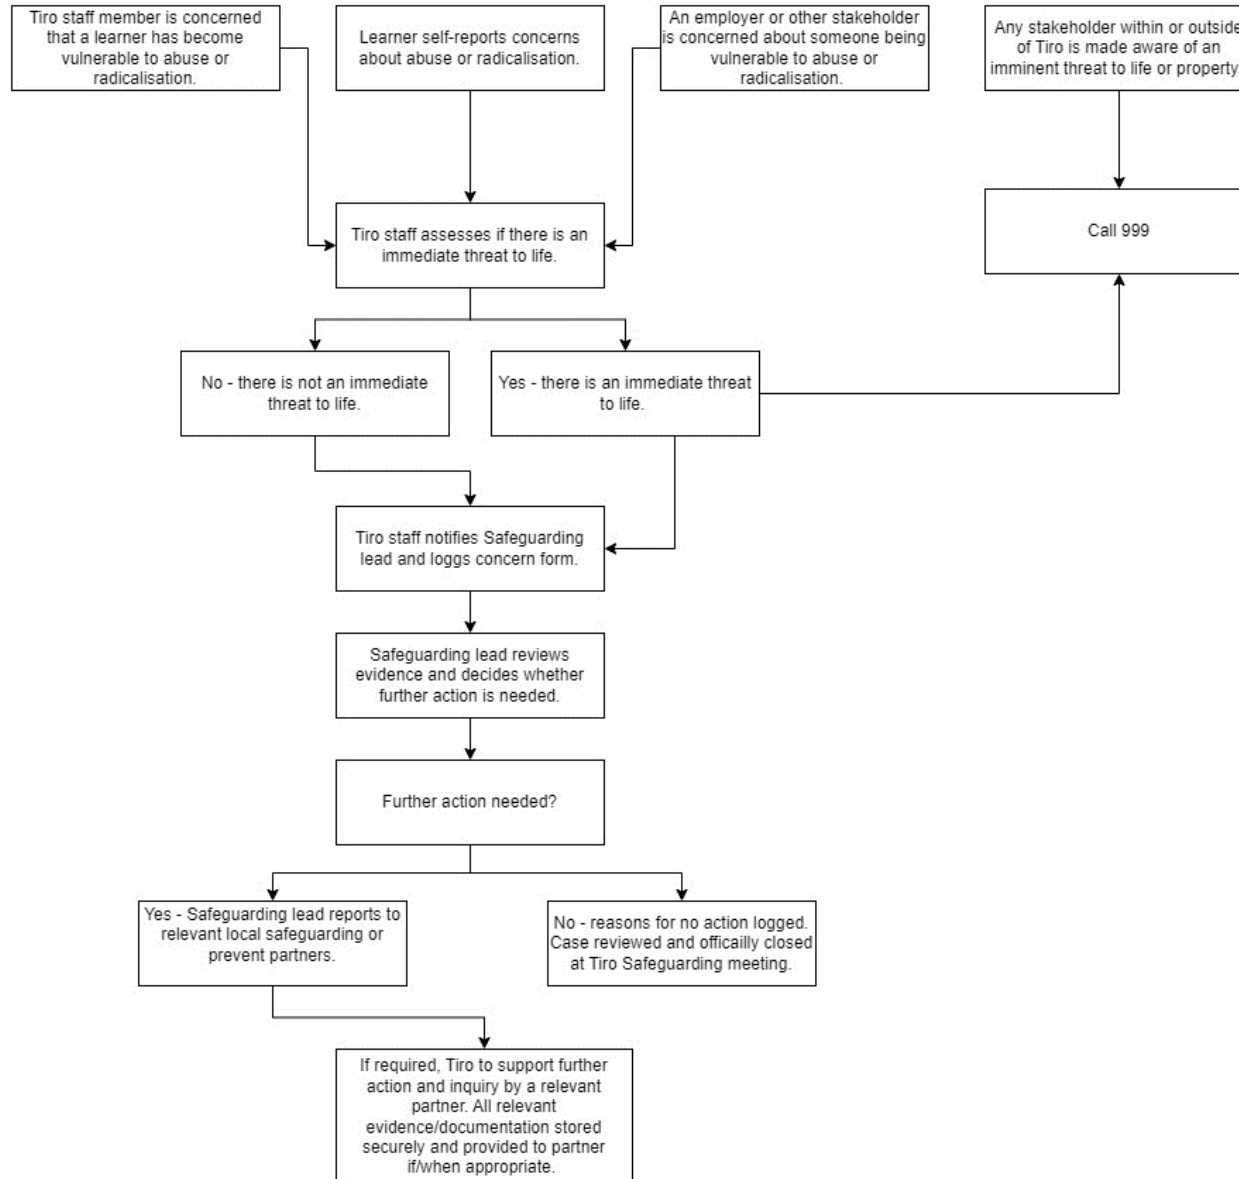 Tiro staff member is concerned
that a learner has become
vulnerable to abuse or
radicalisation.
Learner self-reports concerns
about abuse or radicalisation.
An employer or other stakeholder
is concerned about someone being
vulnerable to abuse or
radicalisation.
Any stakeholder within or outside
of Tiro is made aware of an
imminent threat to life or property.
Tiro staff assesses if there is an
immediate threat to life.
Call 999
No - there is not an immediate
threat to life.
Yes - there is an immediate threat
to life.
Tiro staff notifies Safeguarding
lead and loggs concern form.
Safeguarding lead reviews
evidence and decides whether
further action is needed.
Further action needed?
Yes - Safeguarding lead reports to
relevant local safeguarding or
prevent partners.
No - reasons for no action logged.
Case reviewed and officailly closed
at Tiro Safeguarding meeting.
If required, Tiro to support further
action and inquiry by a relevant
partner. All relevant
evidence/documentation stored
securely and provided to partner
if/when appropriate.